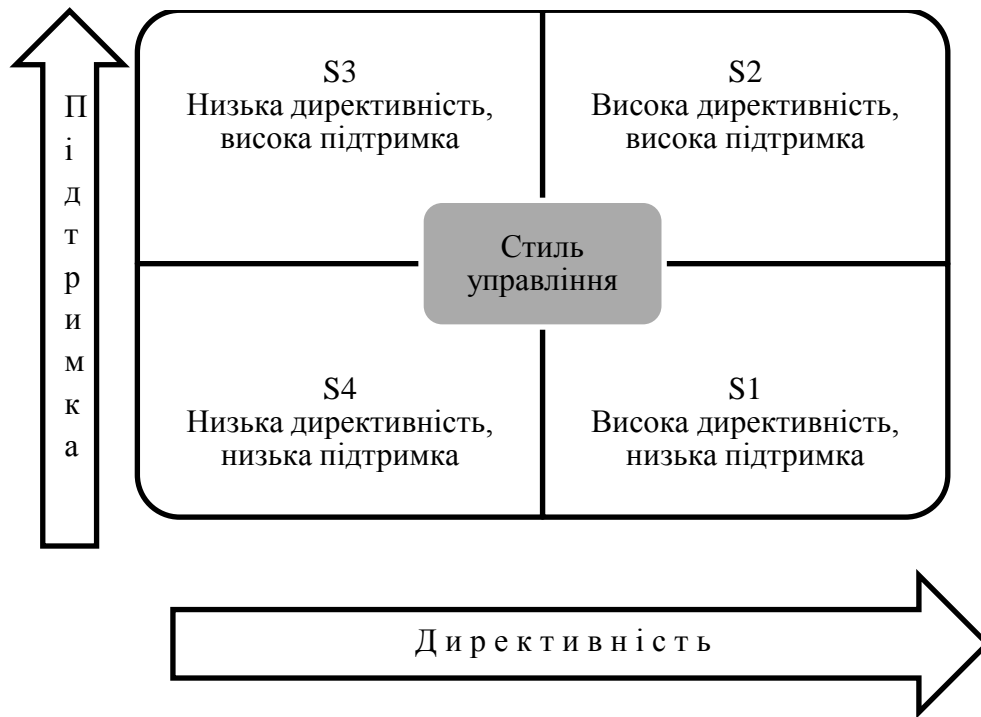 Підтримка
S3
Низька директивність,
висока підтримка
S2
Висока директивність,
висока підтримка
Стиль
управління
S4
Низька директивність,
низька підтримка
S1
Висока директивність,
низька підтримка
Директивність